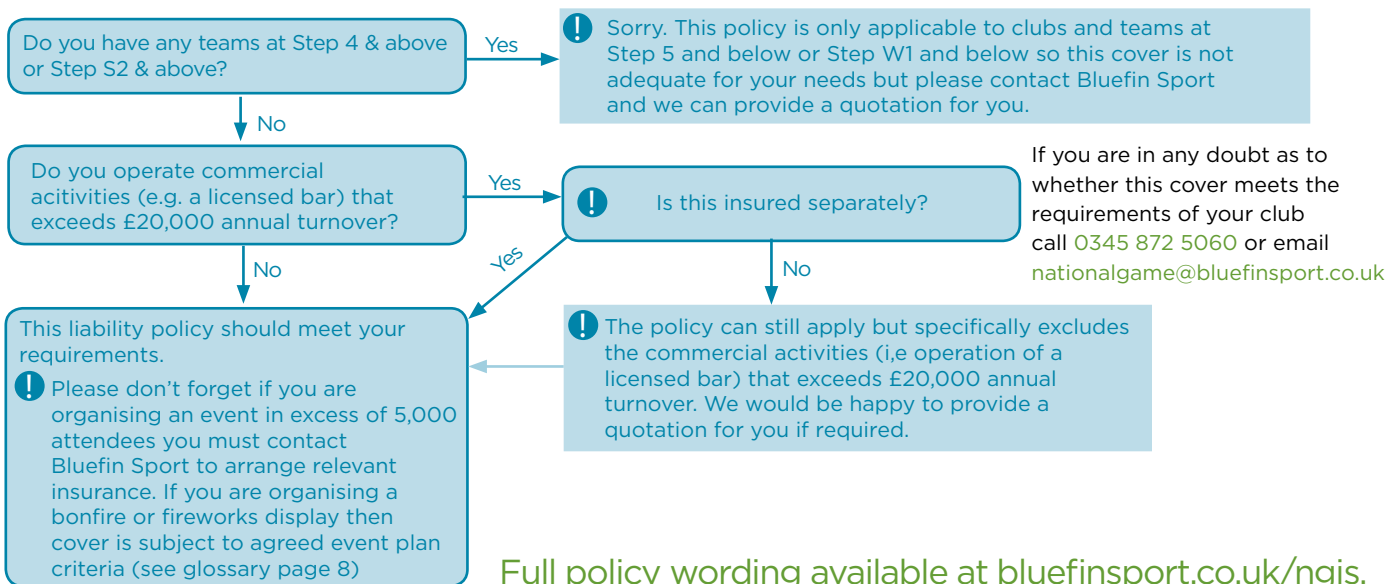 Do you have any teams at Step 4 & above
or Step S2 & above?
Yes
Sorry. This policy is only applicable to clubs and teams at
Step 5 and below or Step W1 and below so this cover is not
adequate for your needs but please contact Bluefin Sport
and we can provide a quotation for you.
No
Do you operate commercial
acitivities (e.g. a licensed bar) that
exceeds £20,000 annual turnover?
Yes
Is this insured separately?
If you are in any doubt as to
whether this cover meets the
requirements of your club
call 0345 872 5060 or email
nationalgame@bluefinsport.co.uk
No
Yes
No
This liability policy should meet your
requirements.
Please don't forget if you are
organising an event in excess of 5,000
attendees you must contact
Bluefin Sport to arrange relevant
insurance. If you are organising a
bonfire or fireworks display then
cover is subject to agreed event plan
criteria (see glossary page 8)
The policy can still apply but specifically excludes
the commercial activities (i,e operation of a
licensed bar) that exceeds £20,000 annual
turnover. We would be happy to provide a
quotation for you if required.
Full policy wording available at bluefinsport.co.uk/ngis.